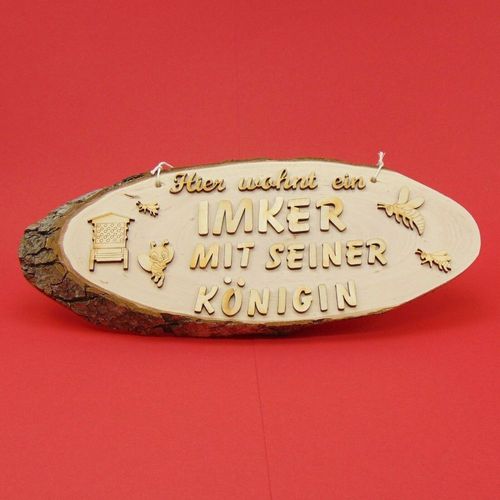 Hier wohnt ein
IMKER
MIT SEINER
KÖNIGIN